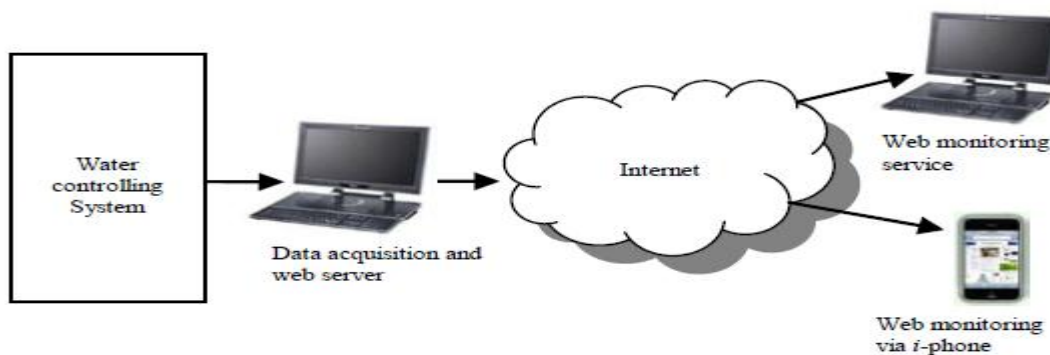 Water
controlling
System
Data acquisition and
web server
Internet
Web monitoring
service
Web monitoring
via i-phone